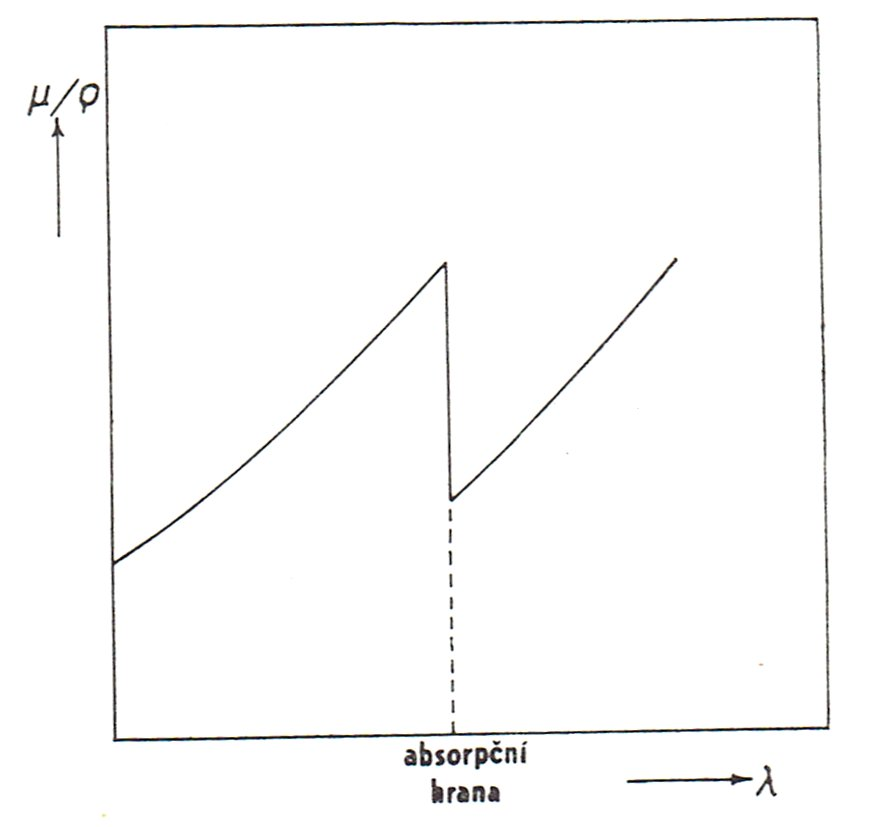 μ/ρ
absorpční
hrana
λ